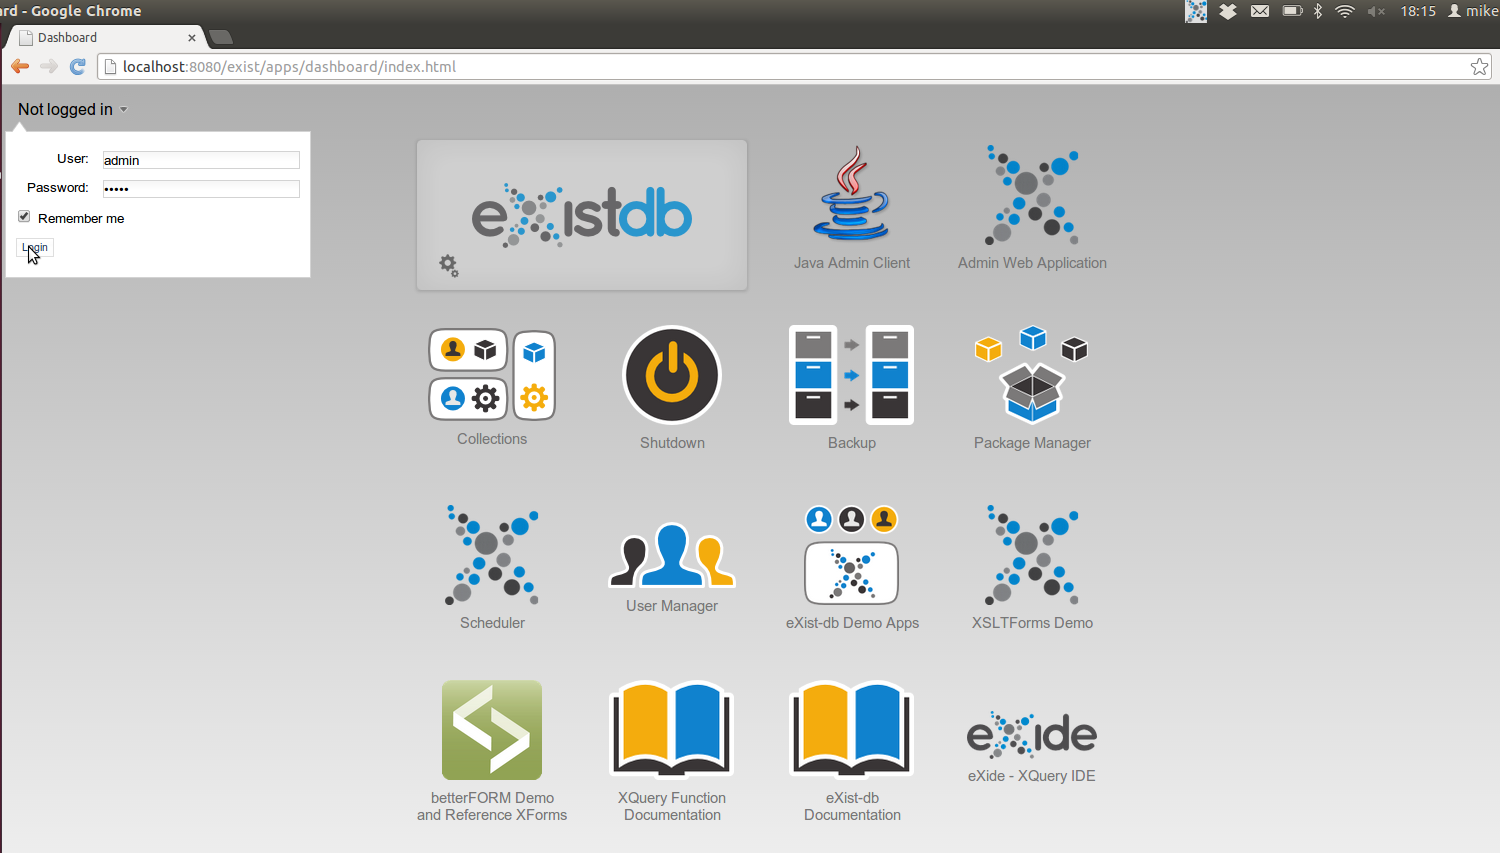 ard - Google Chrome
18:15 mike
Dashboard
localhost:8080/exist/apps/dashboard/index.html
Not logged in
User: admin
Password: •••••
Remember me
Login
existdb
Java Admin Client
Admin Web Application
Collections
Shutdown
Backup
Package Manager
Scheduler
User Manager
eXist-db Demo Apps
XSLTForms Demo
betterFORM Demo
and Reference XForms
XQuery Function
Documentation
eXist-db
Documentation
eXide
eXide - XQuery IDE